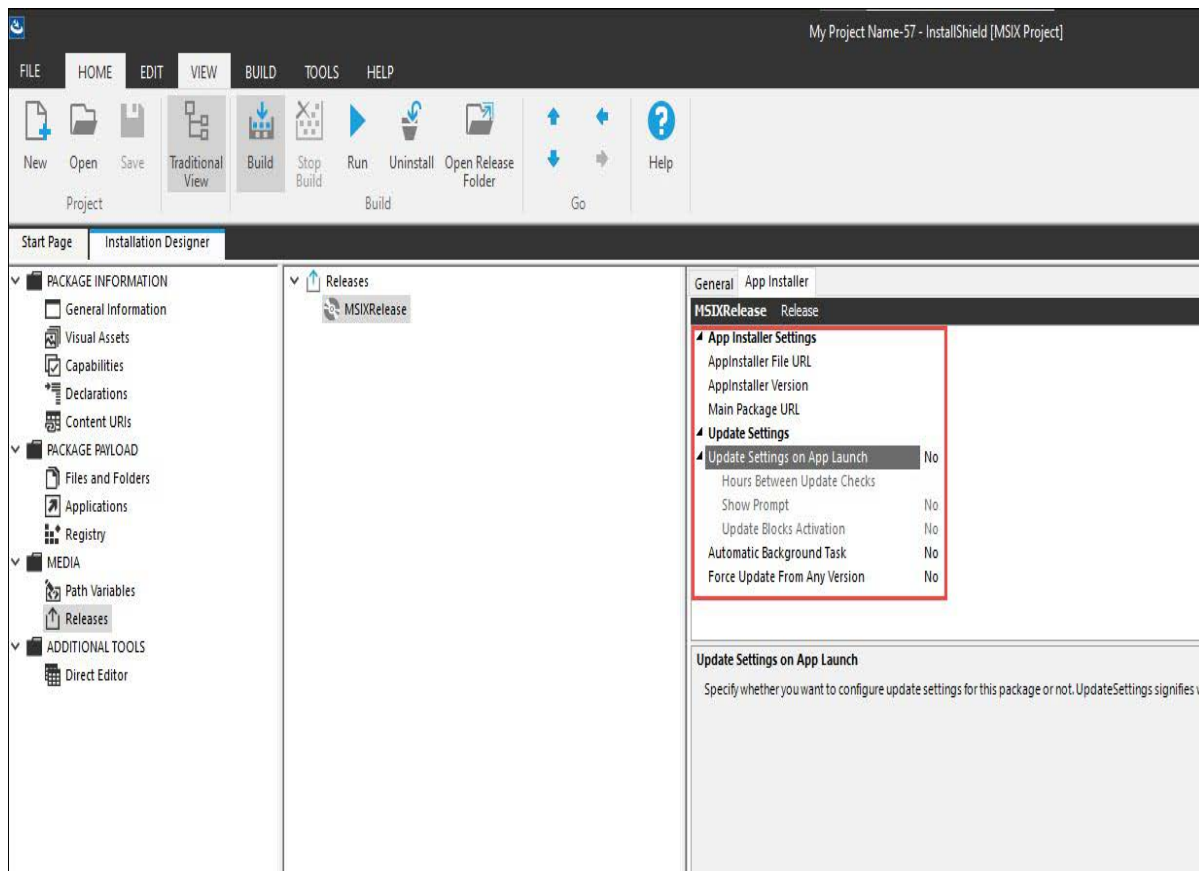 My Project Name-57 - InstallShield [MSIX Project]
FILE HOME EDIT VIEW BUILD TOOLS HELP
New Open Save Traditional View Build Stop Build Run Uninstall Open Release Folder Help
Project Build Go
Start Page Installation Designer
PACKAGE INFORMATION
General Information
Visual Assets
Capabilities
Declarations
Content URIs
PACKAGE PAYLOAD
Files and Folders
Applications
Registry
MEDIA
Path Variables
Releases
ADDITIONAL TOOLS
Direct Editor
Releases
MSIXRelease
General App Installer
MSIXRelease Release
App Installer Settings
AppInstaller File URL
AppInstaller Version
Main Package URL
Update Settings
Update Settings on App Launch No
Hours Between Update Checks
Show Prompt No
Update Blocks Activation No
Automatic Background Task No
Force Update From Any Version No
Update Settings on App Launch
Specify whether you want to configure update settings for this package or not. UpdateSettings signifies